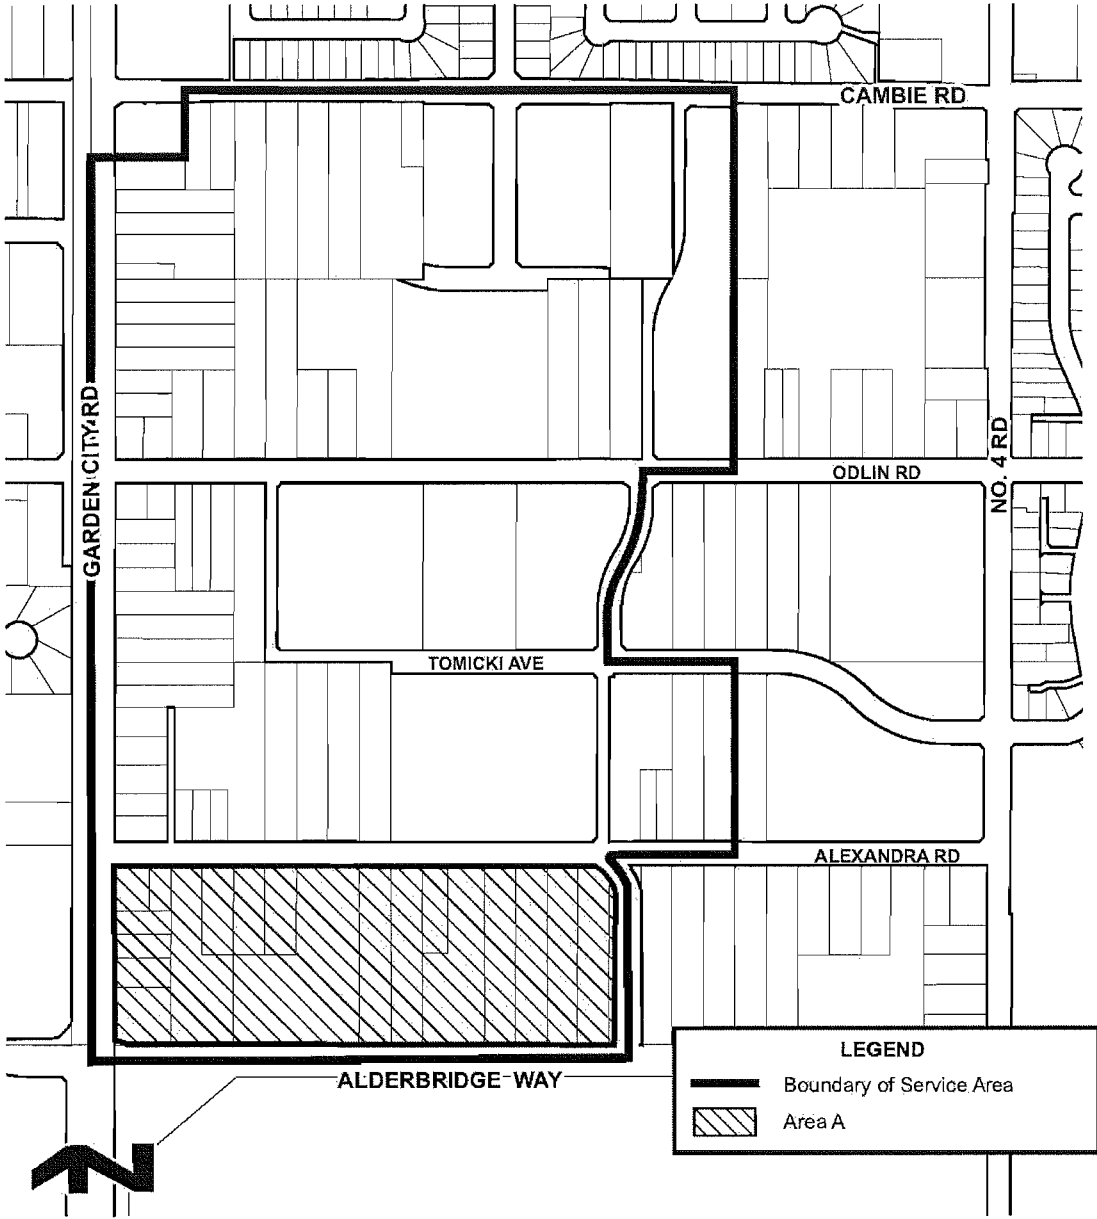 CAMBIE RD
GARDEN CITY RD
NO. 4 RD
ODLIN RD
TOMICKI AVE
ALEXANDRA RD
ALDERBRIDGE WAY
LEGEND
Boundary of Service Area
Area A
N